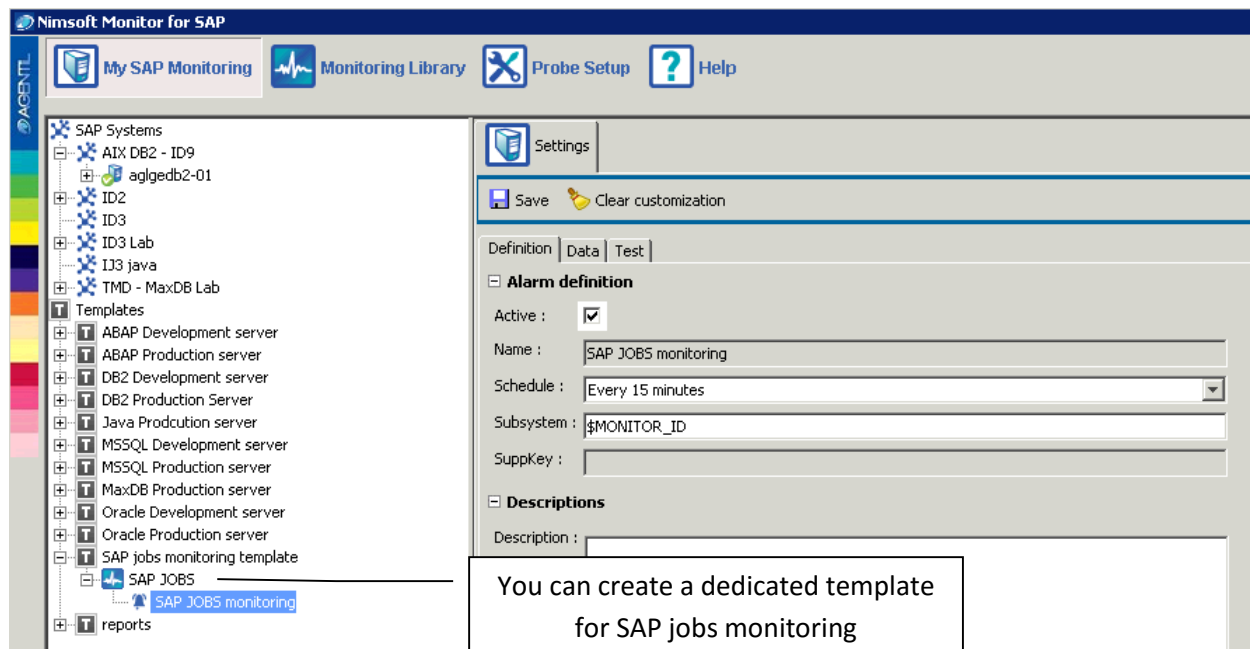 Nimsoft Monitor for SAP
AGENTIL
My SAP Monitoring
Monitoring Library
Probe Setup
?
Help
SAP Systems
AIX DB2 - ID9
aglgedb2-01
ID2
ID3
ID3 Lab
IJ3 java
TMD - MaxDB Lab
T Templates
T ABAP Development server
T ABAP Production server
T DB2 Development server
T DB2 Production Server
T Java Prodcution server
T MSSQL Development server
T MSSQL Production server
T MaxDB Production server
T Oracle Development server
T Oracle Production server
T SAP jobs monitoring template
SAP JOBS
SAP JOBS monitoring
T reports
Settings
Save Clear customization
Definition Data Test
Alarm definition
Active :
Name : SAP JOBS monitoring
Schedule : Every 15 minutes
Subsystem : $MONITOR_ID
SuppKey :
Descriptions
Description :
You can create a dedicated template
for SAP jobs monitoring